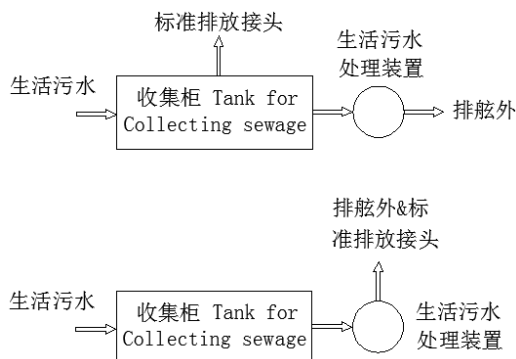 标准排放接头
生活污水
处理装置
生活污水
收集柜 Tank for
Collecting sewage
排舷外
排舷外&标
准排放接头
生活污水
收集柜 Tank for
Collecting sewage
生活污水
处理装置